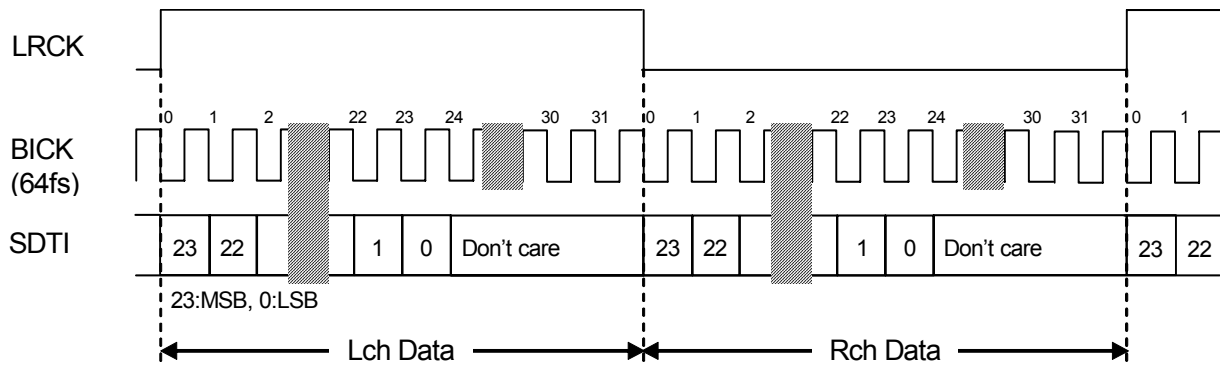 LRCK
0 1 2 22 23 24 30 31 0 1 2 22 23 24 30 31 0 1
BICK
(64fs)
SDTI 23 22 1 0 Don't care 23 22 1 0 Don't care 23 22
23:MSB, 0:LSB
Lch Data Rch Data